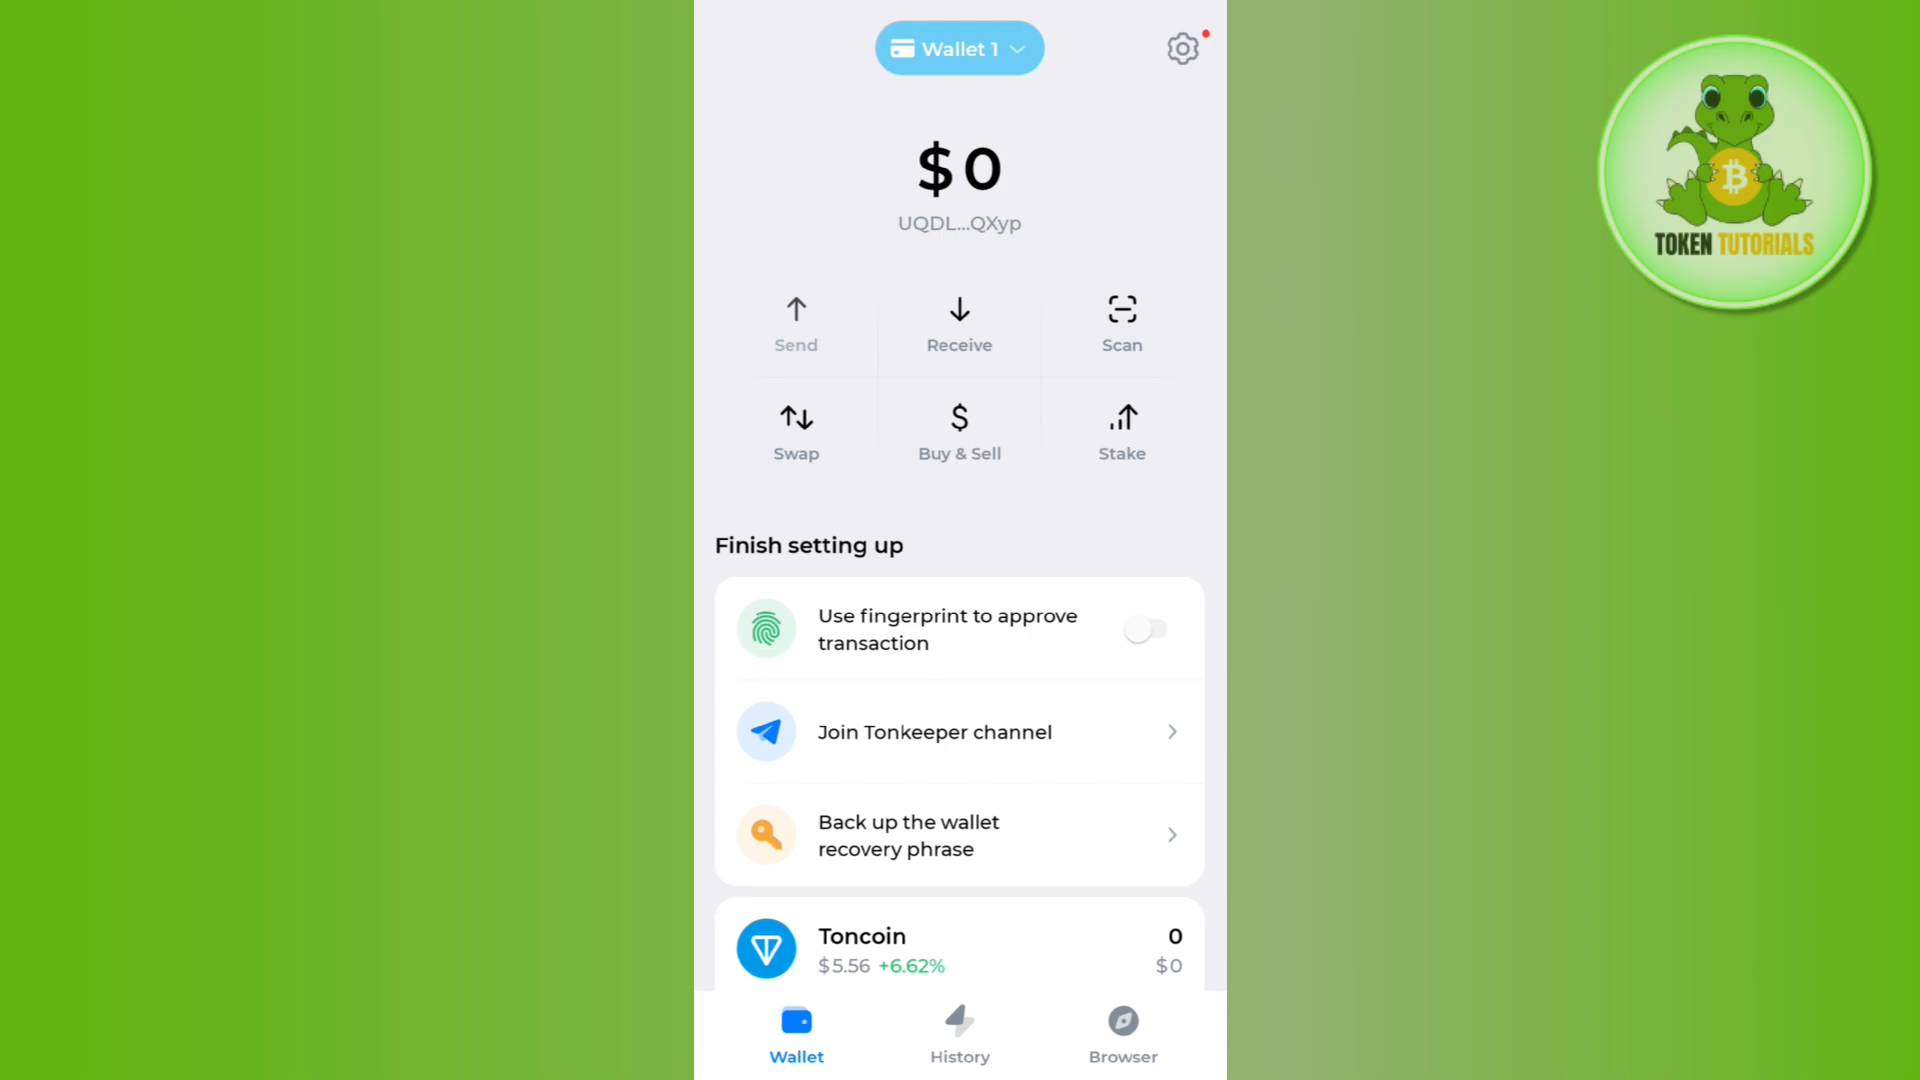 Wallet 1
$0
UQDL...QXyp
Send
Receive
Scan
Swap
Buy & Sell
Stake
Finish setting up
Use fingerprint to approve
transaction
Join Tonkeeper channel
Back up the wallet
recovery phrase
Toncoin
0
$5.56 +6.62%
$0
Wallet
History
Browser
TOKEN TUTORIALS